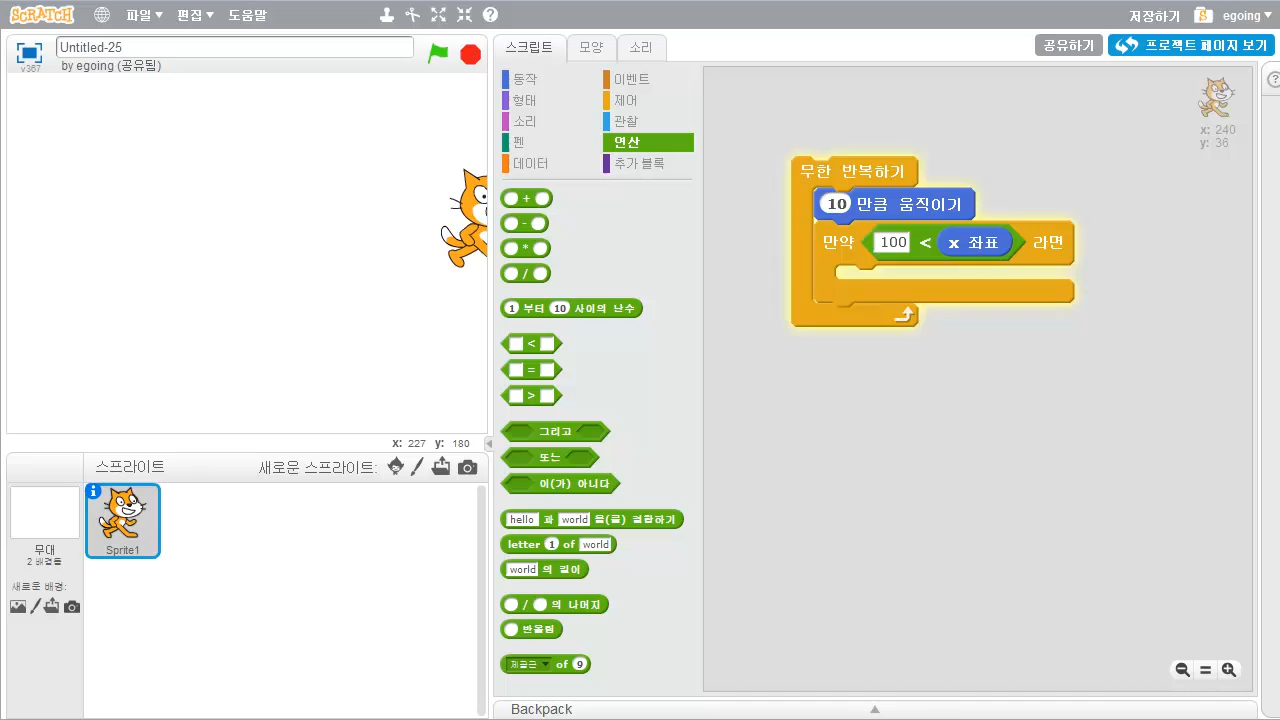 SCRATCH 파일 편집 도움말 저장하기 S egoing
Untitled-25
by egoing (공유됨)
v367
스크립트 모양 소리
공유하기 프로젝트 페이지 보기
동작 이벤트
형태 제어
소리 관찰
펜 연산
데이터 추가 블록
+
-
*
/
1 부터 10 사이의 난수
<
=
>
그리고
또는
이(가) 아니다
hello 과 world 을(를) 결합하기
letter 1 of world
world 의 길이
/ 의 나머지
반올림
제곱근 of 9
x: 240
y: 36
무한 반복하기
10 만큼 움직이기
만약 100 < x 좌표 라면
x: 227 y: 180
스프라이트 새로운 스프라이트:
무대
2 배경들
새로운 배경:
Sprite1
Backpack